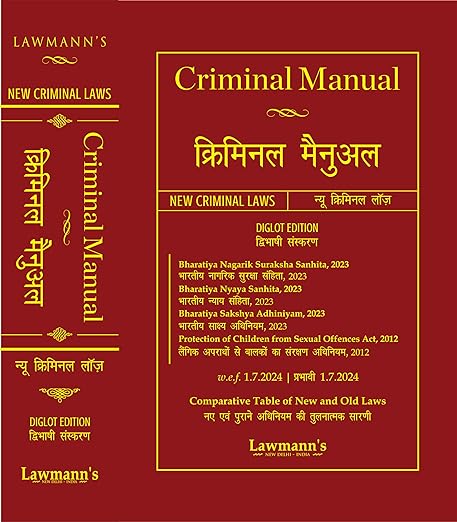 LAWMANN'S
NEW CRIMINAL LAWS
Criminal Manual
क्रिमिनल मैनुअल
न्यू क्रिमिनल लॉज़
DIGLOT EDITION
द्विभाषी संस्करण
Lawmann's
NEW DELHI - INDIA
Criminal Manual
क्रिमिनल मैनुअल
NEW CRIMINAL LAWS
न्यू क्रिमिनल लॉज़
DIGLOT EDITION
द्विभाषी संस्करण
Bharatiya Nagarik Suraksha Sanhita, 2023
भारतीय नागरिक सुरक्षा संहिता, 2023
Bharatiya Nyaya Sanhita, 2023
भारतीय न्याय संहिता, 2023
Bharatiya Sakshya Adhiniyam, 2023
भारतीय साक्ष्य अधिनियम, 2023
Protection of Children from Sexual Offences Act, 2012
लैंगिक अपराधों से बालकों का संरक्षण अधिनियम, 2012
w.e.f. 1.7.2024 | प्रभावी 1.7.2024
Comparative Table of New and Old Laws
नए एवं पुराने अधिनियम की तुलनात्मक सारणी
Lawmann's
NEW DELHI - INDIA